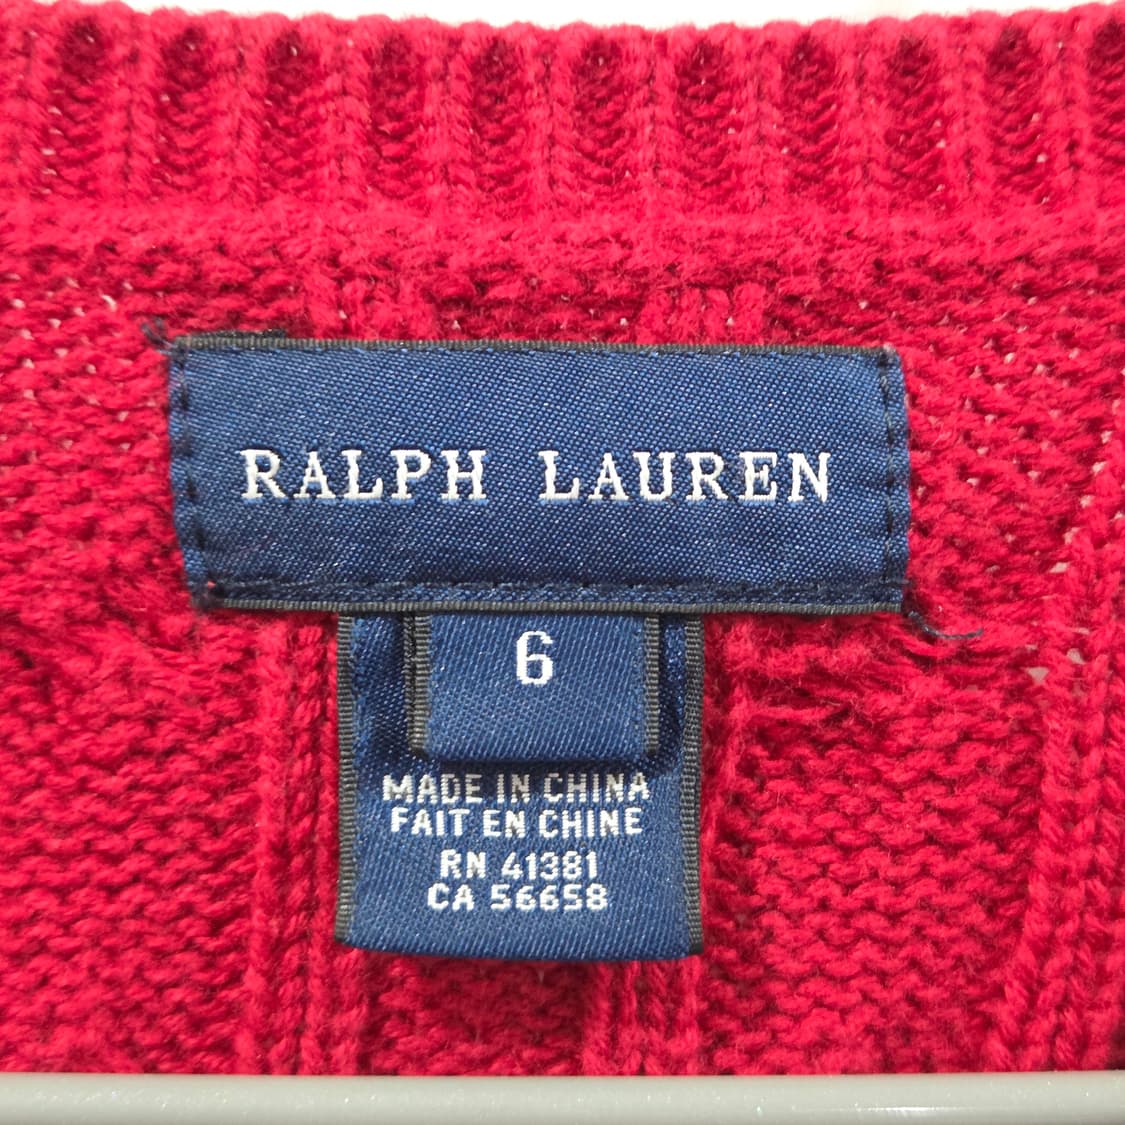 RALPH LAUREN
6
MADE IN CHINA
FAIT EN CHINE
RN 41381
CA 56658